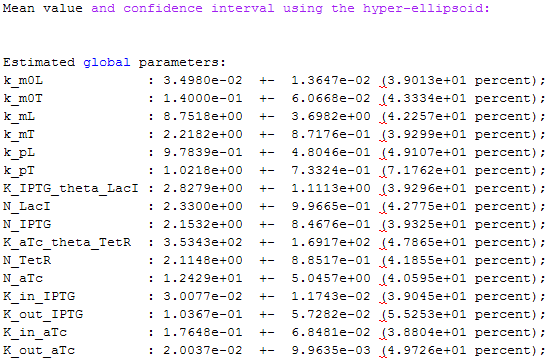 Mean value and confidence interval using the hyper-ellipsoid:
Estimated global parameters:
k_m0L : 3.4980e-02 +- 1.3647e-02 (3.9013e+01 percent);
k_m0T : 1.4000e-01 +- 6.0668e-02 (4.3334e+01 percent);
k_mL : 8.7518e+00 +- 3.6982e+00 (4.2257e+01 percent);
k_mT : 2.2182e+00 +- 8.7176e-01 (3.9299e+01 percent);
k_pL : 9.7839e-01 +- 4.8046e-01 (4.9107e+01 percent);
k_pT : 1.0218e+00 +- 7.3324e-01 (7.1762e+01 percent);
K_IPTG_theta_LacI : 2.8279e+00 +- 1.1113e+00 (3.9296e+01 percent);
N_LacI : 2.3300e+00 +- 9.9665e-01 (4.2775e+01 percent);
N_IPTG : 2.1532e+00 +- 8.4676e-01 (3.9325e+01 percent);
K_aTc_theta_TetR : 3.5343e+02 +- 1.6917e+02 (4.7865e+01 percent);
N_TetR : 2.1148e+00 +- 8.8517e-01 (4.1855e+01 percent);
N_aTc : 1.2429e+01 +- 5.0457e+00 (4.0595e+01 percent);
K_in_IPTG : 3.0077e-02 +- 1.1743e-02 (3.9045e+01 percent);
K_out_IPTG : 1.0367e-01 +- 5.7282e-02 (5.5253e+01 percent);
K_in_aTc : 1.7648e-01 +- 6.8481e-02 (3.8804e+01 percent);
K_out_aTc : 2.0037e-02 +- 9.9635e-03 (4.9726e+01 percent);